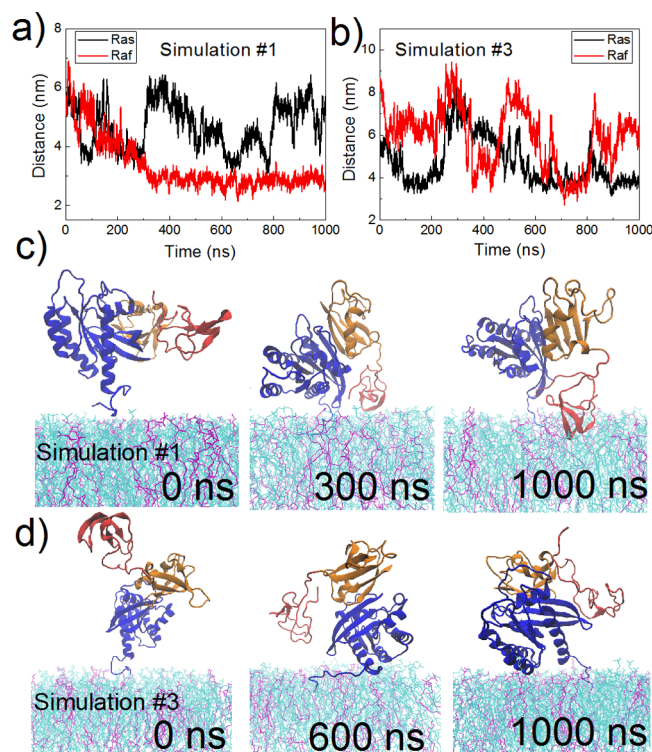 a)
8
6
4
2
Distance (nm)
Ras
Raf
Simulation #1
0 200 400 600 800 1000
Time (ns)
b)
10
8
6
4
2
Distance (nm)
Simulation #3
Ras
Raf
0 200 400 600 800 1000
Time (ns)
c)
Simulation #1
0 ns
300 ns
1000 ns
d)
Simulation #3
0 ns
600 ns
1000 ns